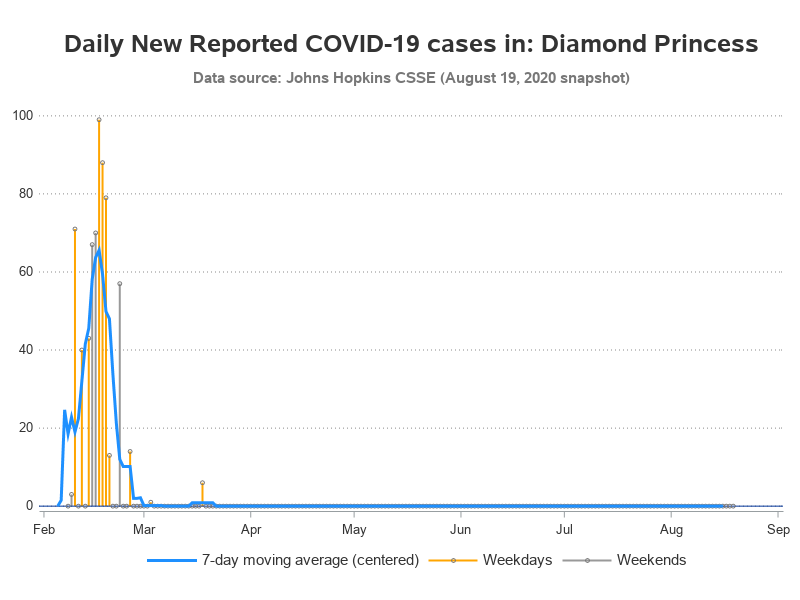 Daily New Reported COVID-19 cases in: Diamond Princess
Data source: Johns Hopkins CSSE (August 19, 2020 snapshot)
100
80
60
40
20
0
Feb Mar Apr May Jun Jul Aug Sep
7-day moving average (centered) Weekdays Weekends